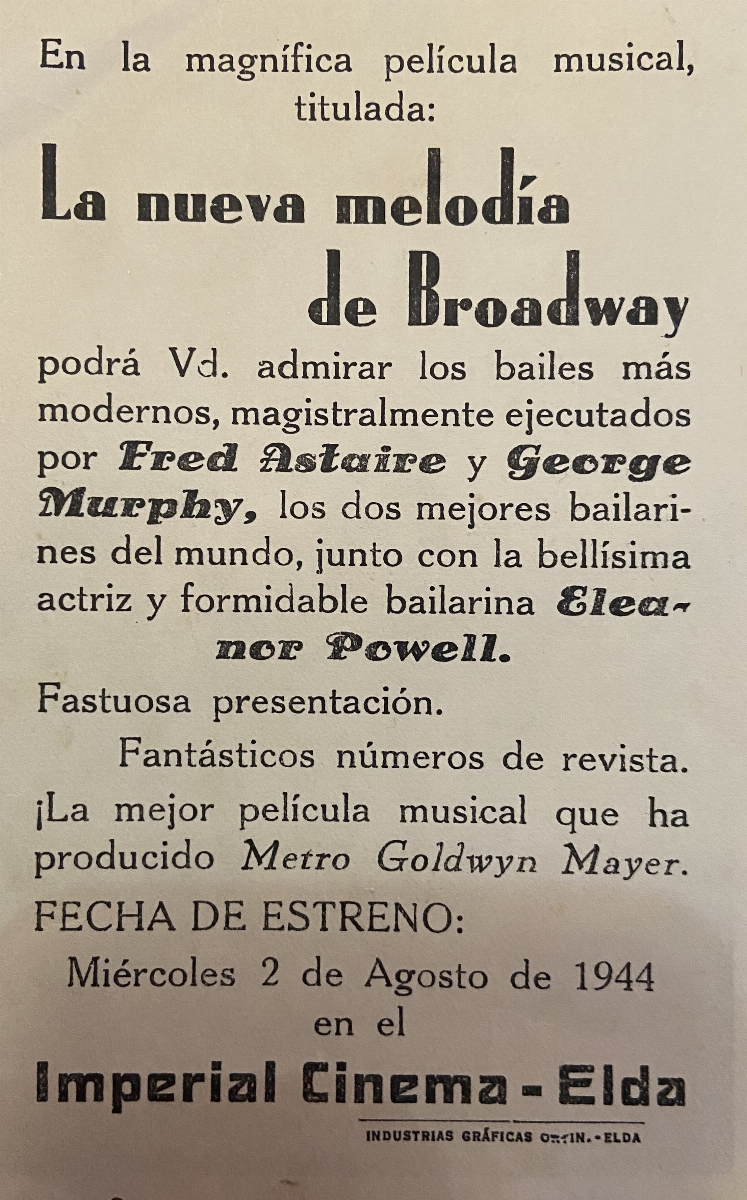 En la magnífica película musical,
titulada:
La nueva melodía
de Broadway
podrá Vd. admirar los bailes más
modernos, magistralmente ejecutados
por Fred Astaire y George
Murphy, los dos mejores bailari-
nes del mundo, junto con la bellísima
actriz y formidable bailarina Elea-
nor Powell.
Fastuosa presentación.
Fantásticos números de revista.
¡La mejor película musical que ha
producido Metro Goldwyn Mayer.
FECHA DE ESTRENO:
Miércoles 2 de Agosto de 1944
en el
Imperial Cinema - Elda
INDUSTRIAS GRÁFICAS .-ELDA